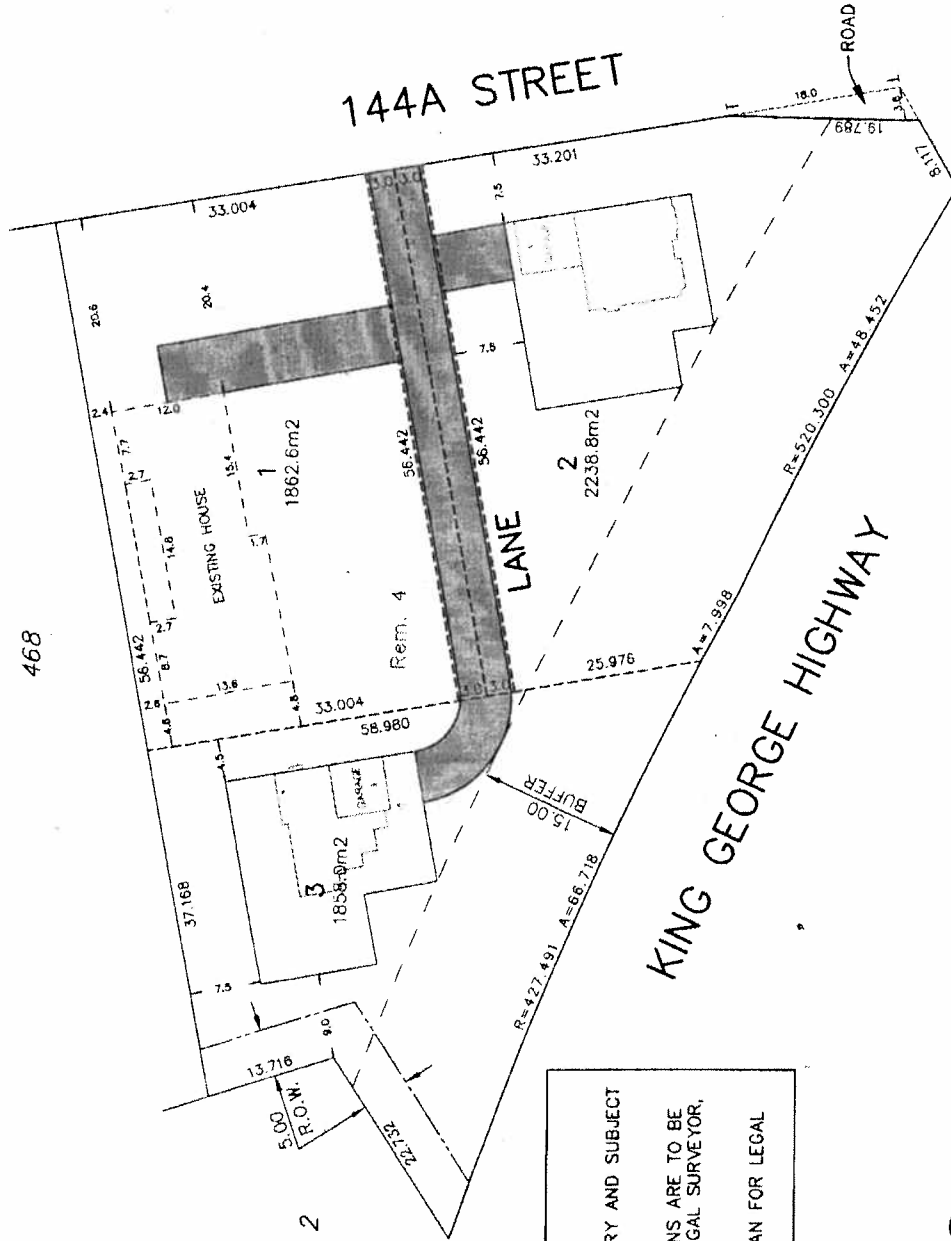 468
144A STREET
ROAD
18.0
3.6
19.789
8.117
33.201
7.5
33.004
3.0 3.0
20.6
20.4
2.4
12.0
7.7
2.7
15.4
14.8
1.7
EXISTING HOUSE
1
1862.6m2
56.442
56.442
7.5
2
2238.8m2
LANE
Rem. 4
56.442
2.7
8.7
2.6
4.8
13.6
4.8
33.004
58.980
3.0 3.0
25.976
A=7.998
R=520.300 A=48.452
KING GEORGE HIGHWAY
15.00
BUFFER
R=427.491 A=66.718
4.5
GARAGE
3
1858.0m2
37.168
7.5
9.0
13.716
5.00
R.O.W.
22.732
2
RY AND SUBJECT
NS ARE TO BE
GAL SURVEYOR,
AN FOR LEGAL